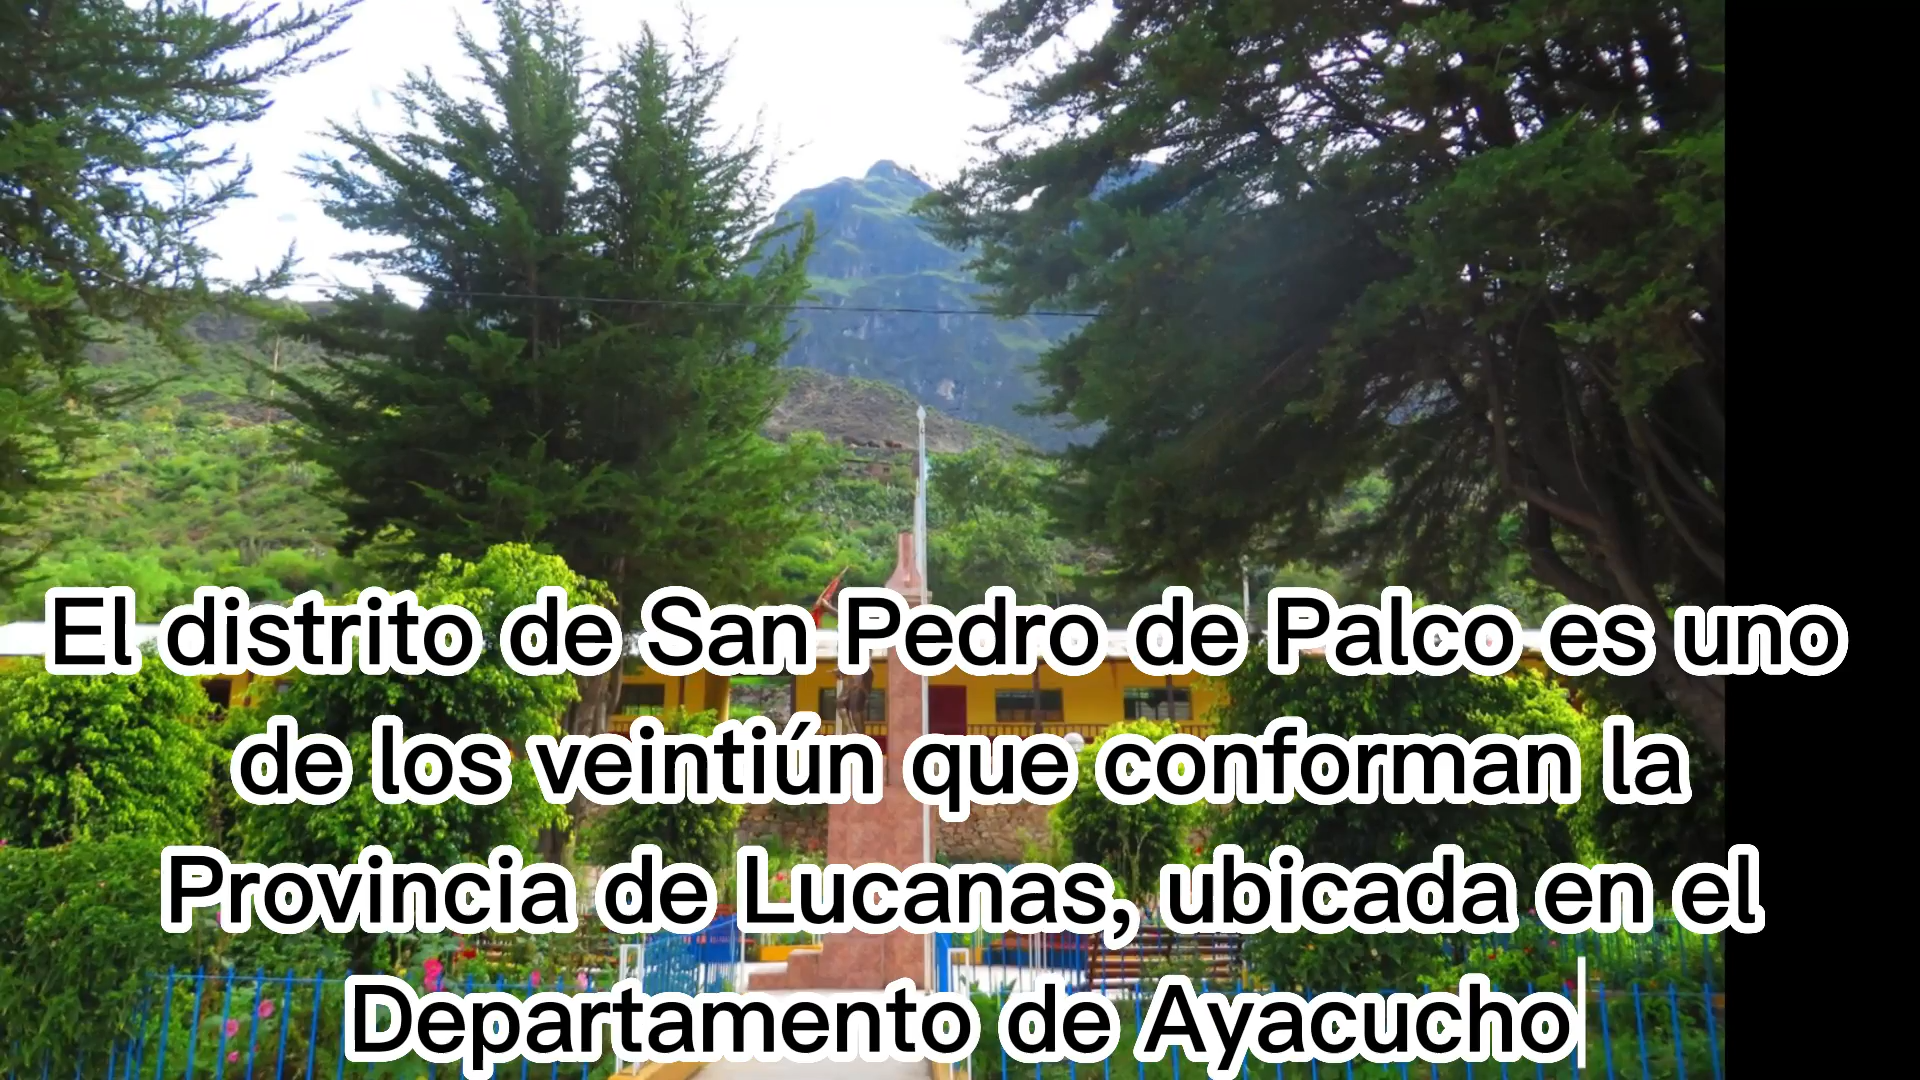 El distrito de San Pedro de Palco es uno
de los veintiún que conforman la
Provincia de Lucanas, ubicada en el
Departamento de Ayacucho